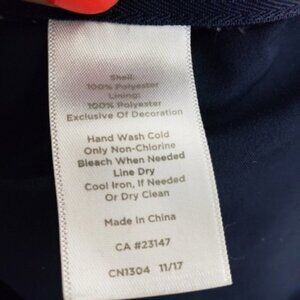 Shell:
100% Polyester
Lining:
100% Polyester
Exclusive Of Decoration
Hand Wash Cold
Only Non-Chlorine
Bleach When Needed
Line Dry
Cool Iron, If Needed
Or Dry Clean
Made in China
CA #23147
CN1304 11/17